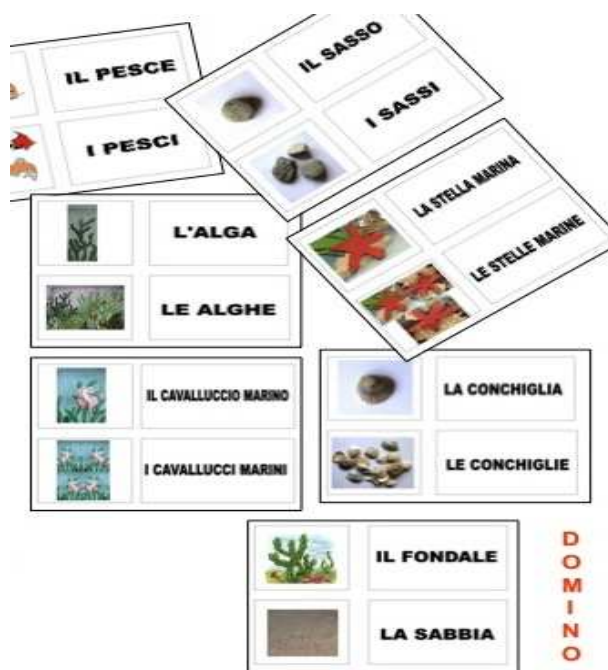 IL PESCE
I PESCI
IL SASSO
I SASSI
LA STELLA MARINA
LE STELLE MARINE
L'ALGA
LE ALGHE
IL CAVALLUCCIO MARINO
I CAVALLUCCI MARINI
LA CONCHIGLIA
LE CONCHIGLIE
IL FONDALE
LA SABBIA
DOMINO